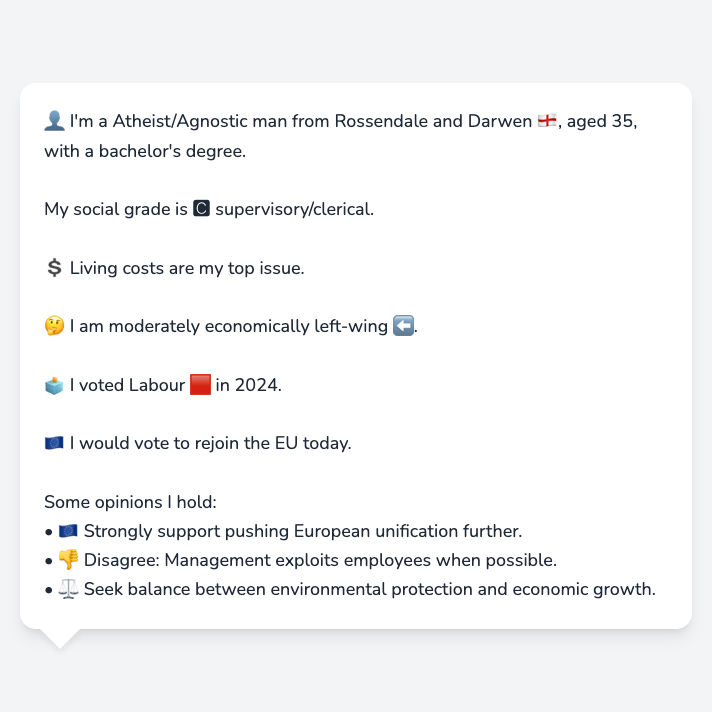 👤 I'm a Atheist/Agnostic man from Rossendale and Darwen 🏴󠁧󠁢󠁥󠁮󠁧󠁿, aged 35,
with a bachelor's degree.
My social grade is 🅲 supervisory/clerical.
💲 Living costs are my top issue.
🤔 I am moderately economically left-wing ⬅️.
🗳️ I voted Labour 🟥 in 2024.
🇪🇺 I would vote to rejoin the EU today.
Some opinions I hold:
• 🇪🇺 Strongly support pushing European unification further.
• 👎 Disagree: Management exploits employees when possible.
• ⚖️ Seek balance between environmental protection and economic growth.